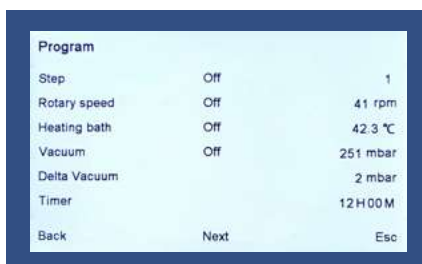 Program
Step Off 1
Rotary speed Off 41 rpm
Heating bath Off 42.3 ℃
Vacuum Off 251 mbar
Delta Vacuum 2 mbar
Timer 12H00M
Back Next Esc